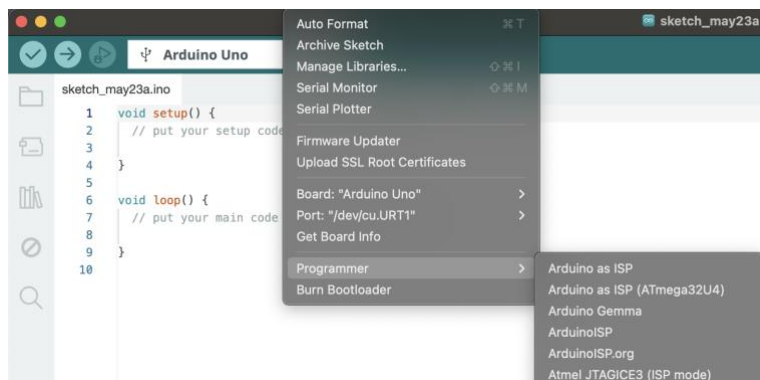 sketch_may23a
Arduino Uno
sketch_may23a.ino
1 void setup() {
2 // put your setup code
3
4 }
5
6 void loop() {
7 // put your main code
8
9 }
10
Auto Format ⌘ T
Archive Sketch
Manage Libraries... ⇧ ⌘ I
Serial Monitor ⇧ ⌘ M
Serial Plotter
Firmware Updater
Upload SSL Root Certificates
Board: "Arduino Uno"
Port: "/dev/cu.URT1"
Get Board Info
Programmer
Burn Bootloader
Arduino as ISP
Arduino as ISP (ATmega32U4)
Arduino Gemma
ArduinoISP
ArduinoISP.org
Atmel JTAGICE3 (ISP mode)